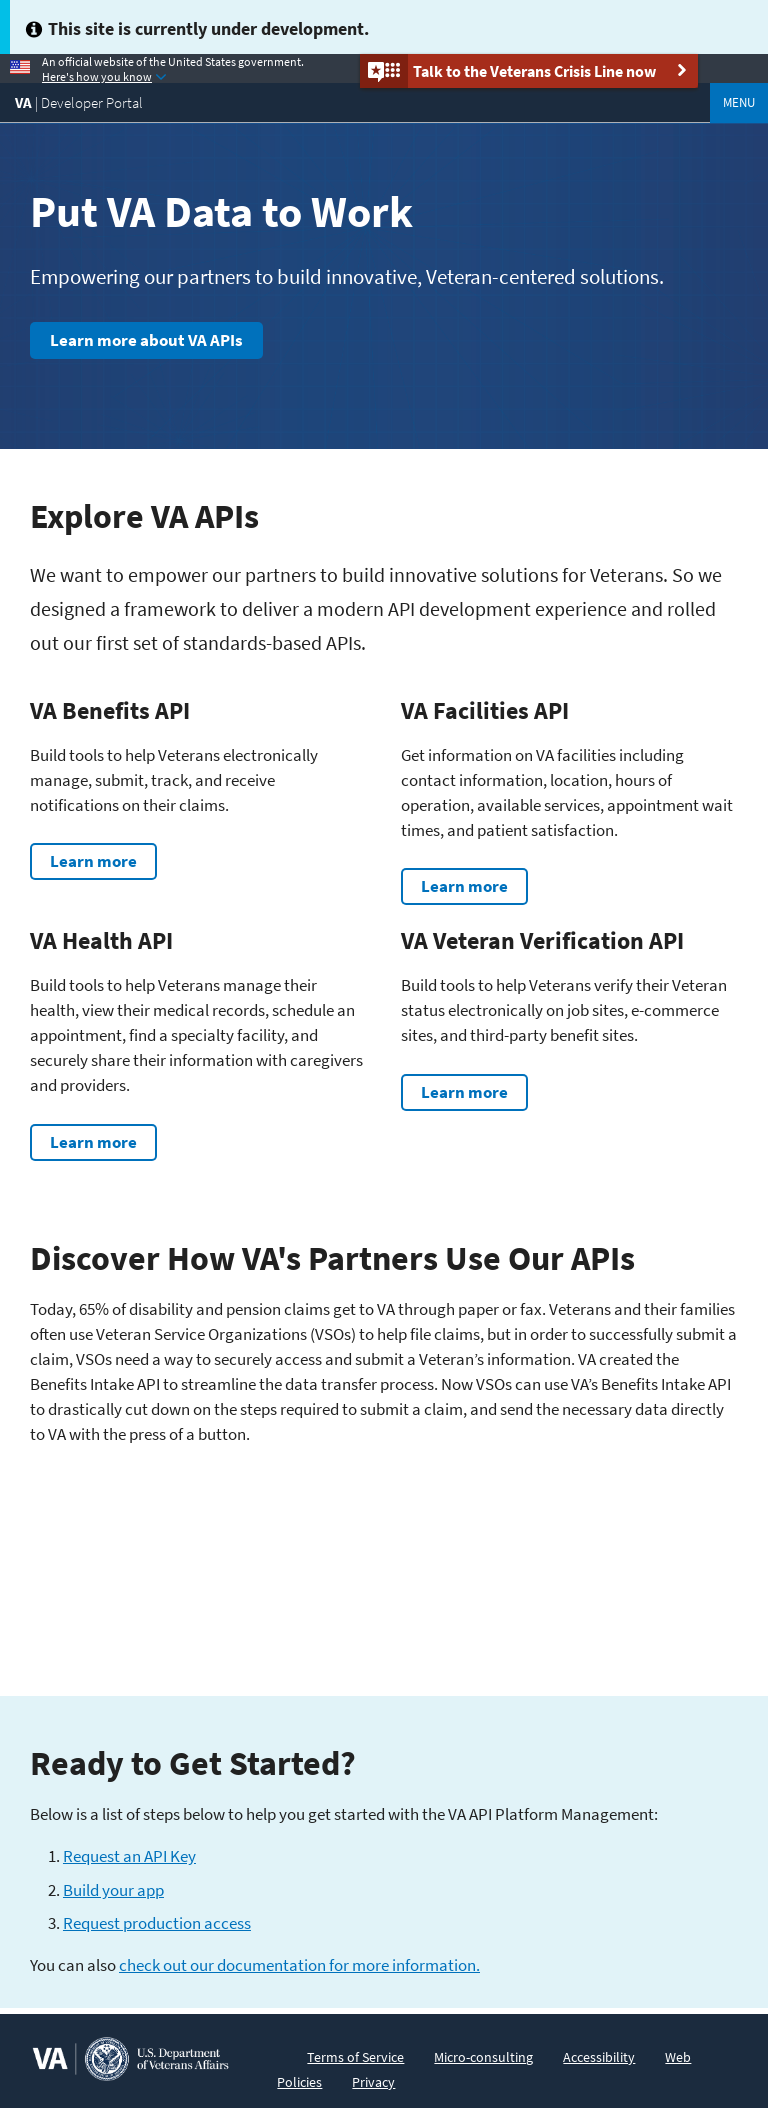 This site is currently under development.
An official website of the United States government.
Here's how you know
Talk to the Veterans Crisis Line now
VA | Developer Portal
MENU
Put VA Data to Work
Empowering our partners to build innovative, Veteran-centered solutions.
Learn more about VA APIs
Explore VA APIs
We want to empower our partners to build innovative solutions for Veterans. So we
designed a framework to deliver a modern API development experience and rolled
out our first set of standards-based APIs.
VA Benefits API
Build tools to help Veterans electronically
manage, submit, track, and receive
notifications on their claims.
Learn more
VA Facilities API
Get information on VA facilities including
contact information, location, hours of
operation, available services, appointment wait
times, and patient satisfaction.
Learn more
VA Health API
Build tools to help Veterans manage their
health, view their medical records, schedule an
appointment, find a specialty facility, and
securely share their information with caregivers
and providers.
Learn more
VA Veteran Verification API
Build tools to help Veterans verify their Veteran
status electronically on job sites, e-commerce
sites, and third-party benefit sites.
Learn more
Discover How VA's Partners Use Our APIs
Today, 65% of disability and pension claims get to VA through paper or fax. Veterans and their families
often use Veteran Service Organizations (VSOs) to help file claims, but in order to successfully submit a
claim, VSOs need a way to securely access and submit a Veteran’s information. VA created the
Benefits Intake API to streamline the data transfer process. Now VSOs can use VA’s Benefits Intake API
to drastically cut down on the steps required to submit a claim, and send the necessary data directly
to VA with the press of a button.
Ready to Get Started?
Below is a list of steps below to help you get started with the VA API Platform Management:
1. Request an API Key
2. Build your app
3. Request production access
You can also check out our documentation for more information.
VA
U.S. Department
of Veterans Affairs
Terms of Service Micro-consulting Accessibility Web
Policies Privacy